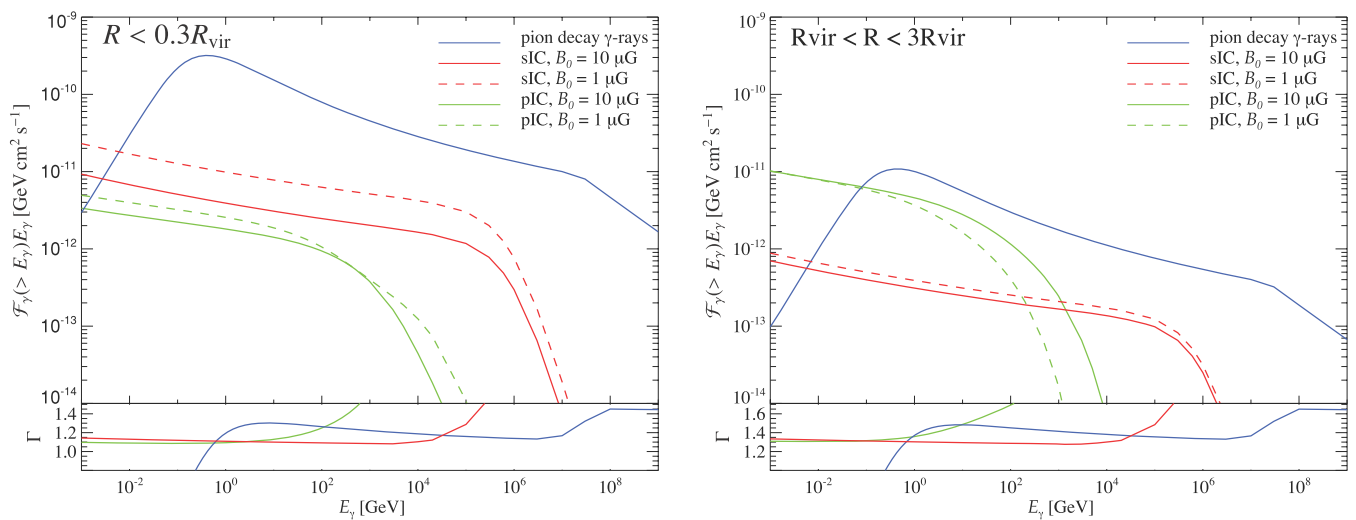 R < 0.3R_vir
pion decay γ-rays
sIC, B_0 = 10 μG
sIC, B_0 = 1 μG
pIC, B_0 = 10 μG
pIC, B_0 = 1 μG
10^-9
10^-10
10^-11
10^-12
10^-13
10^-14
ℱ_γ(> E_γ)E_γ [GeV cm^2 s^−1]
1.4
1.2
1.0
Γ
10^-2 10^0 10^2 10^4 10^6 10^8
E_γ [GeV]
Rvir < R < 3Rvir
pion decay γ-rays
sIC, B_0 = 10 μG
sIC, B_0 = 1 μG
pIC, B_0 = 10 μG
pIC, B_0 = 1 μG
10^-9
10^-10
10^-11
10^-12
10^-13
10^-14
ℱ_γ(> E_γ)E_γ [GeV cm^2 s^−1]
1.6
1.4
1.2
Γ
10^-2 10^0 10^2 10^4 10^6 10^8
E_γ [GeV]